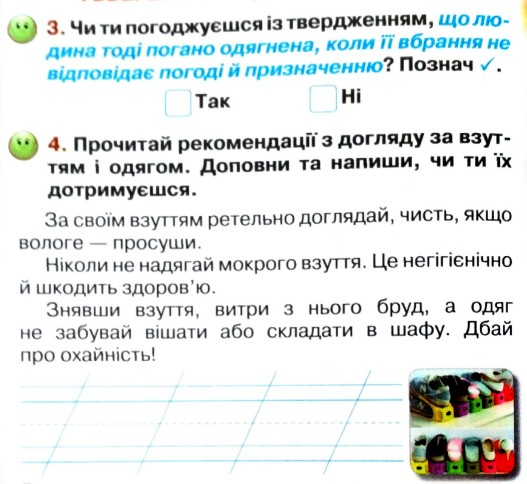 3. Чи ти погоджуєшся із твердженням, що лю-
дина тоді погано одягнена, коли її вбрання не
відповідає погоді й призначенню? Познач ✓.
Так Ні
4. Прочитай рекомендації з догляду за взут-
тям і одягом. Доповни та напиши, чи ти їх
дотримуєшся.
За своїм взуттям ретельно доглядай, чисть, якщо
вологе — просуши.
Ніколи не надягай мокрого взуття. Це негігієнічно
й шкодить здоров’ю.
Знявши взуття, витри з нього бруд, а одяг
не забувай вішати або складати в шафу. Дбай
про охайність!